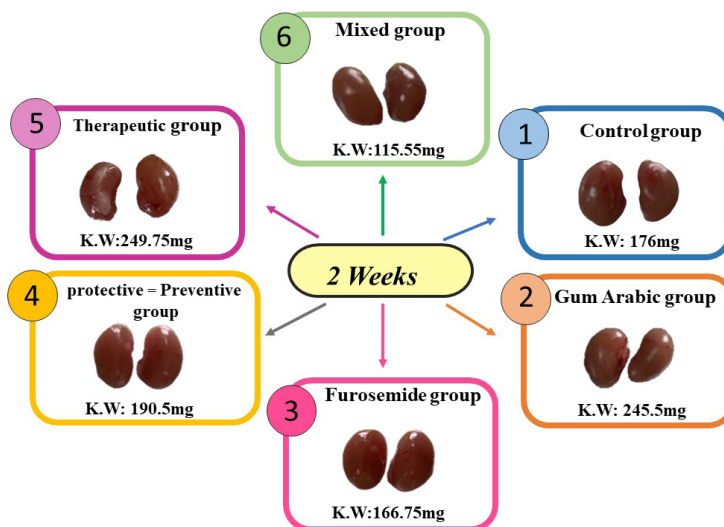 2 Weeks
1
Control group
K.W: 176mg
2
Gum Arabic group
K.W: 245.5mg
3
Furosemide group
K.W:166.75mg
4
protective = Preventive
group
K.W: 190.5mg
5
Therapeutic group
K.W:249.75mg
6
Mixed group
K.W:115.55mg